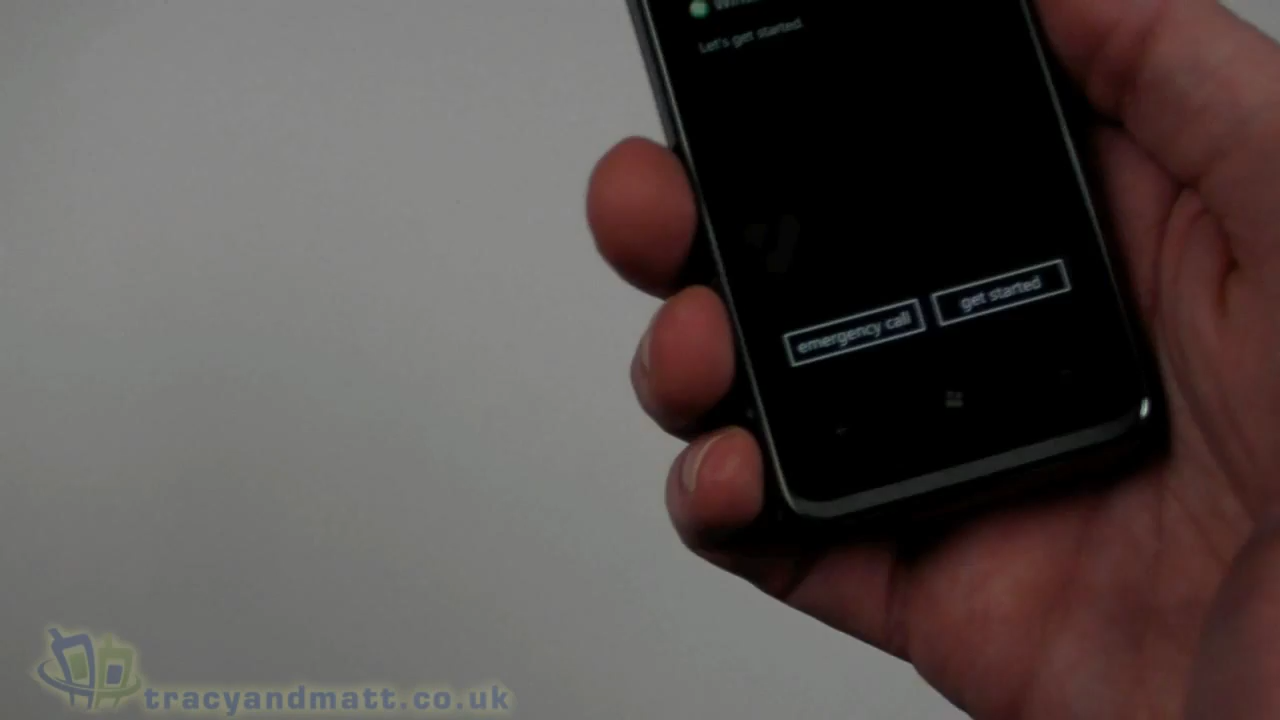 Let's get started.
emergency call
get started
tracyandmatt.co.uk